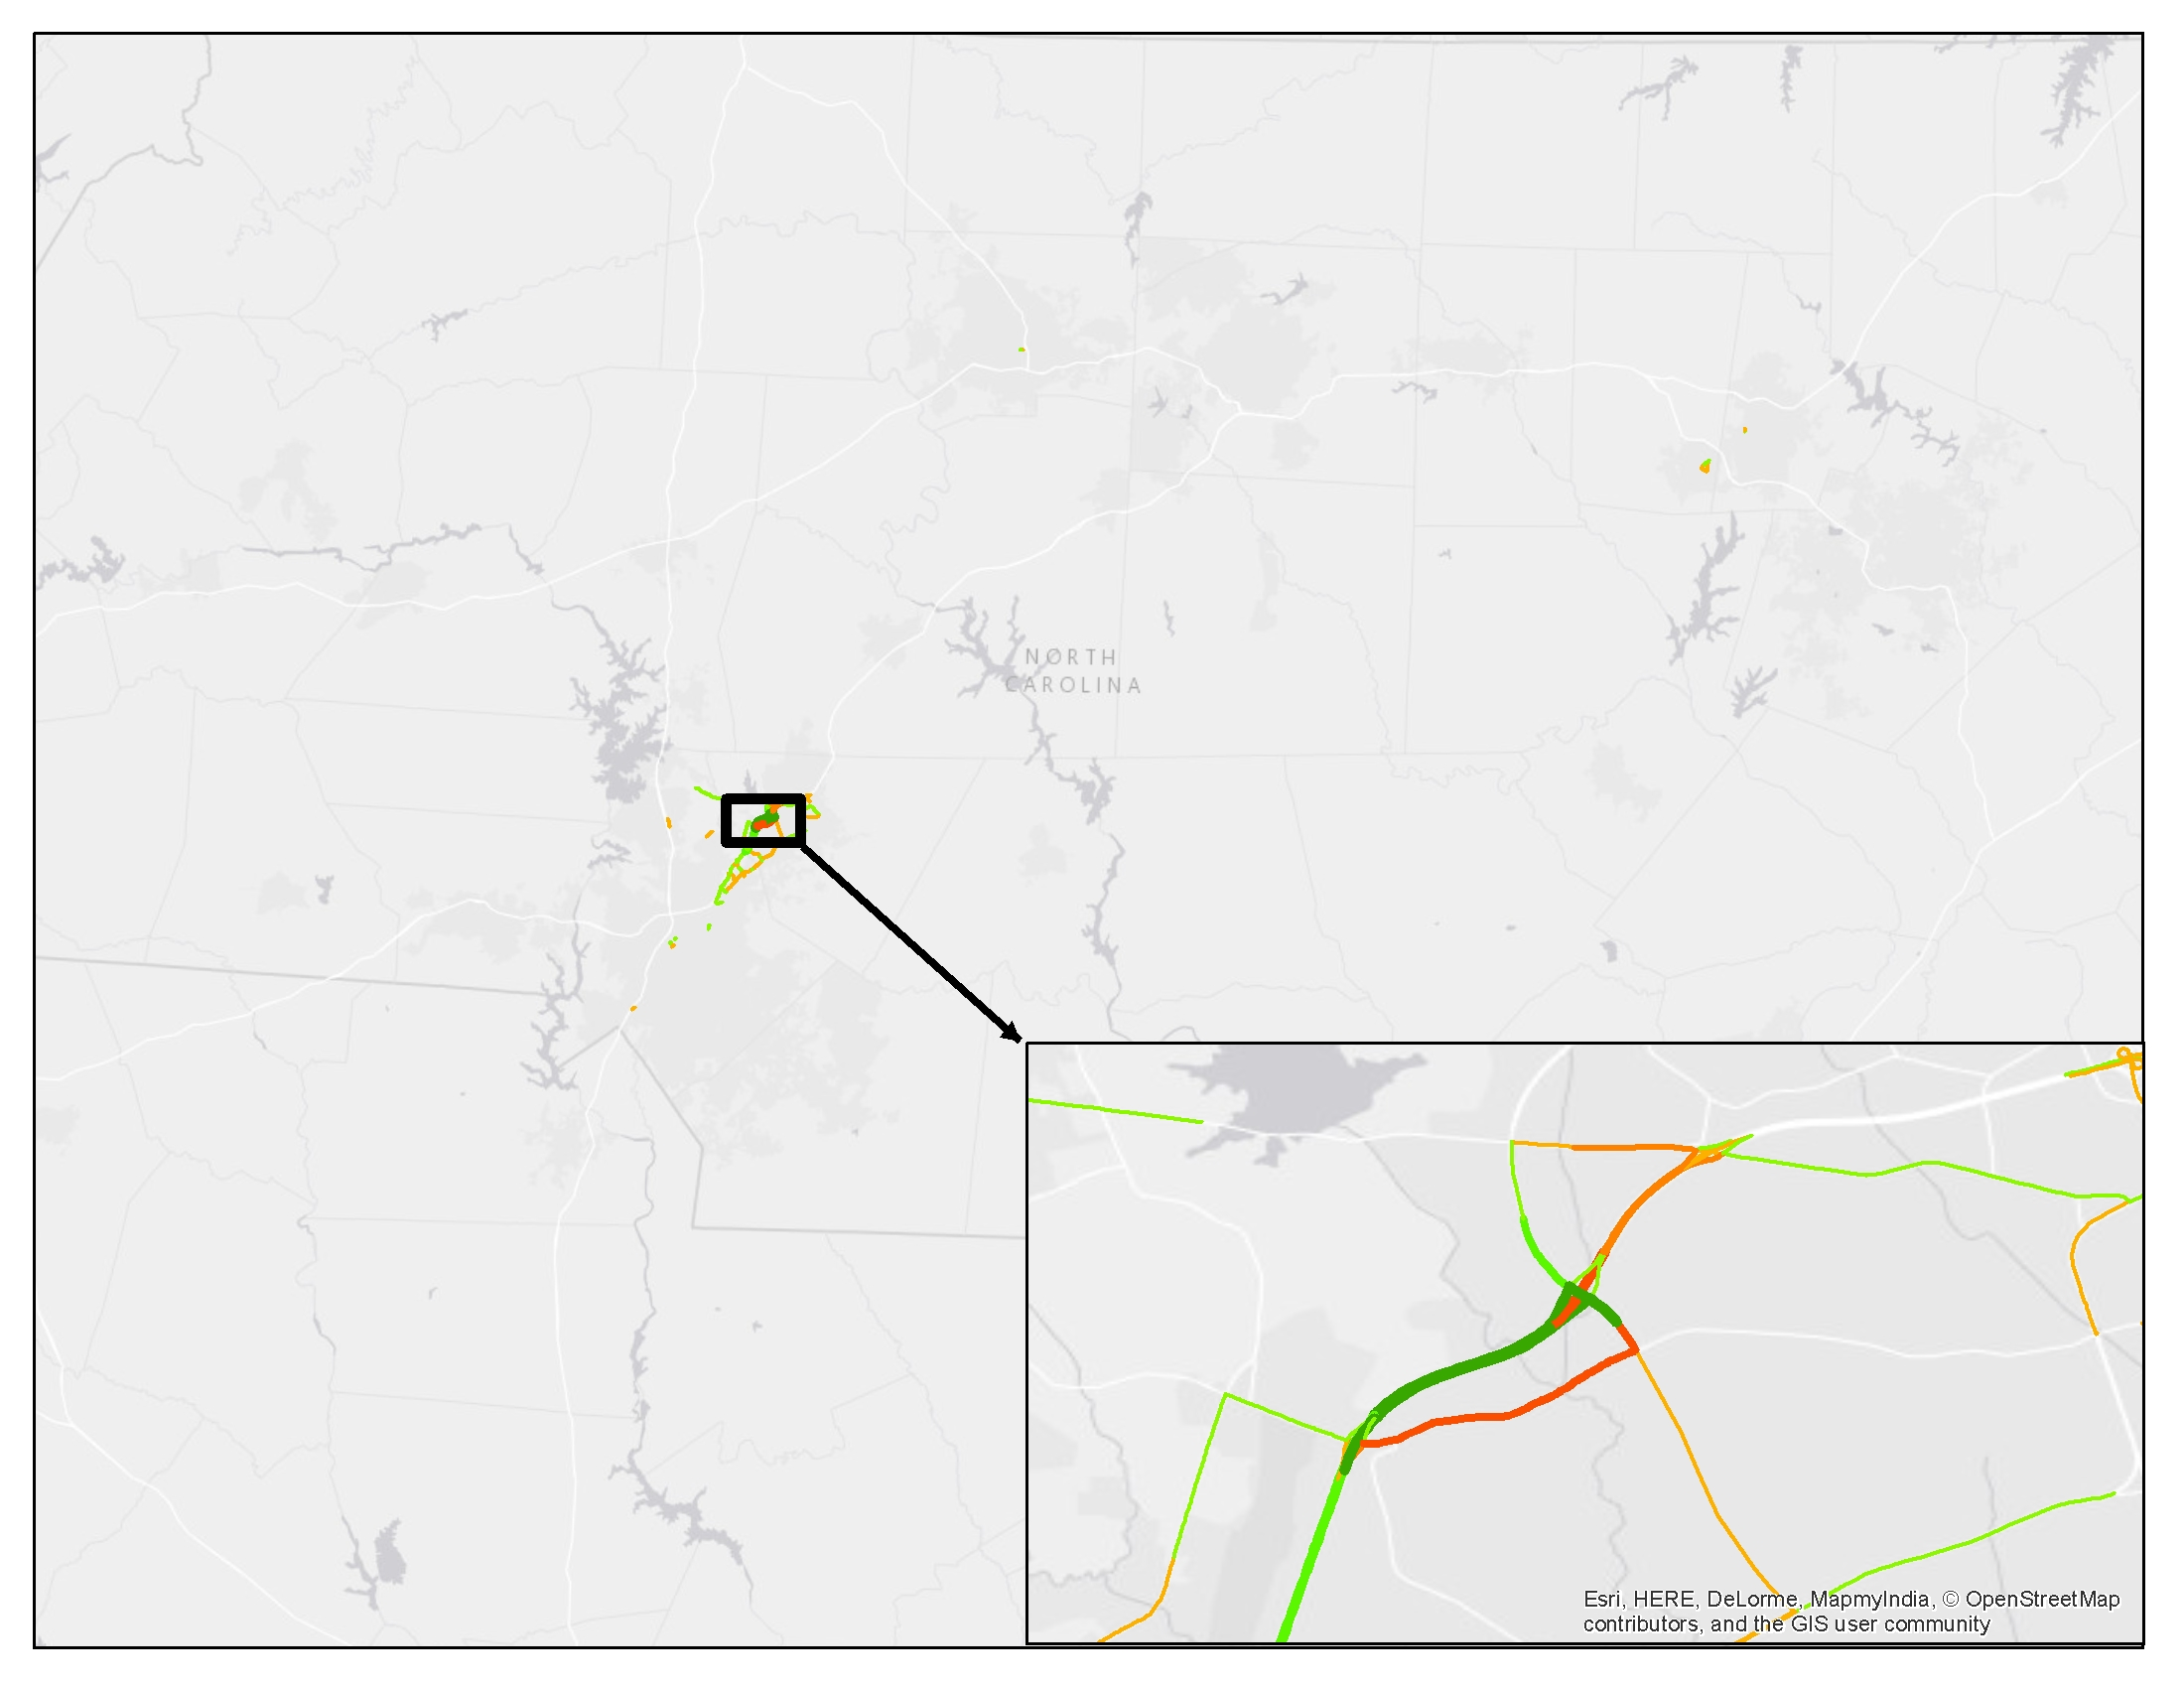 NORTH
CAROLINA
Esri, HERE, DeLorme, MapmyIndia, © OpenStreetMap
contributors, and the GIS user community